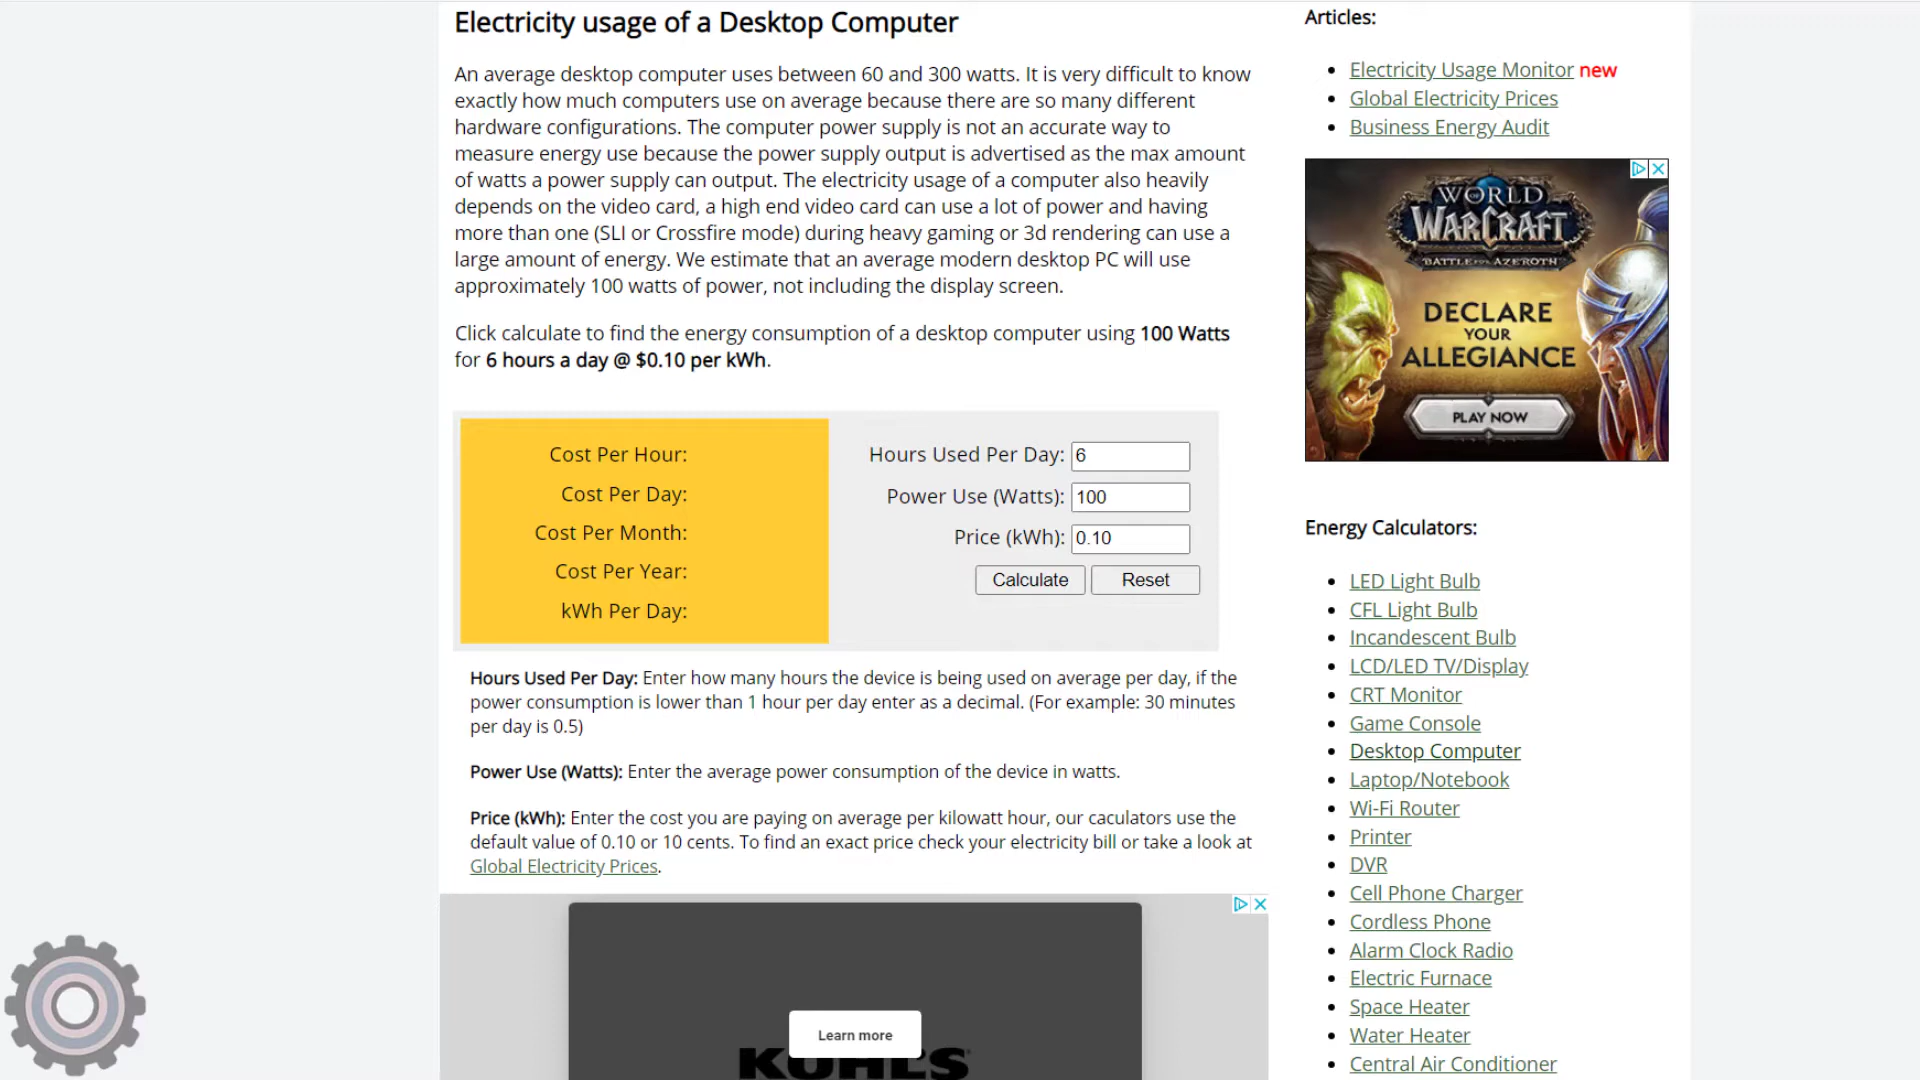 Electricity usage of a Desktop Computer
An average desktop computer uses between 60 and 300 watts. It is very difficult to know
exactly how much computers use on average because there are so many different
hardware configurations. The computer power supply is not an accurate way to
measure energy use because the power supply output is advertised as the max amount
of watts a power supply can output. The electricity usage of a computer also heavily
depends on the video card, a high end video card can use a lot of power and having
more than one (SLI or Crossfire mode) during heavy gaming or 3d rendering can use a
large amount of energy. We estimate that an average modern desktop PC will use
approximately 100 watts of power, not including the display screen.
Click calculate to find the energy consumption of a desktop computer using 100 Watts
for 6 hours a day @ $0.10 per kWh.
Cost Per Hour:
Cost Per Day:
Cost Per Month:
Cost Per Year:
kWh Per Day:
Hours Used Per Day: 6
Power Use (Watts): 100
Price (kWh): 0.10
Calculate Reset
Hours Used Per Day: Enter how many hours the device is being used on average per day, if the
power consumption is lower than 1 hour per day enter as a decimal. (For example: 30 minutes
per day is 0.5)
Power Use (Watts): Enter the average power consumption of the device in watts.
Price (kWh): Enter the cost you are paying on average per kilowatt hour, our caculators use the
default value of 0.10 or 10 cents. To find an exact price check your electricity bill or take a look at
Global Electricity Prices.
Learn more
KOHL'S
Articles:
Electricity Usage Monitor new
Global Electricity Prices
Business Energy Audit
WORLD
OF
WARCRAFT
BATTLE FOR AZEROTH
DECLARE
YOUR
ALLEGIANCE
PLAY NOW
Energy Calculators:
LED Light Bulb
CFL Light Bulb
Incandescent Bulb
LCD/LED TV/Display
CRT Monitor
Game Console
Desktop Computer
Laptop/Notebook
Wi-Fi Router
Printer
DVR
Cell Phone Charger
Cordless Phone
Alarm Clock Radio
Electric Furnace
Space Heater
Water Heater
Central Air Conditioner